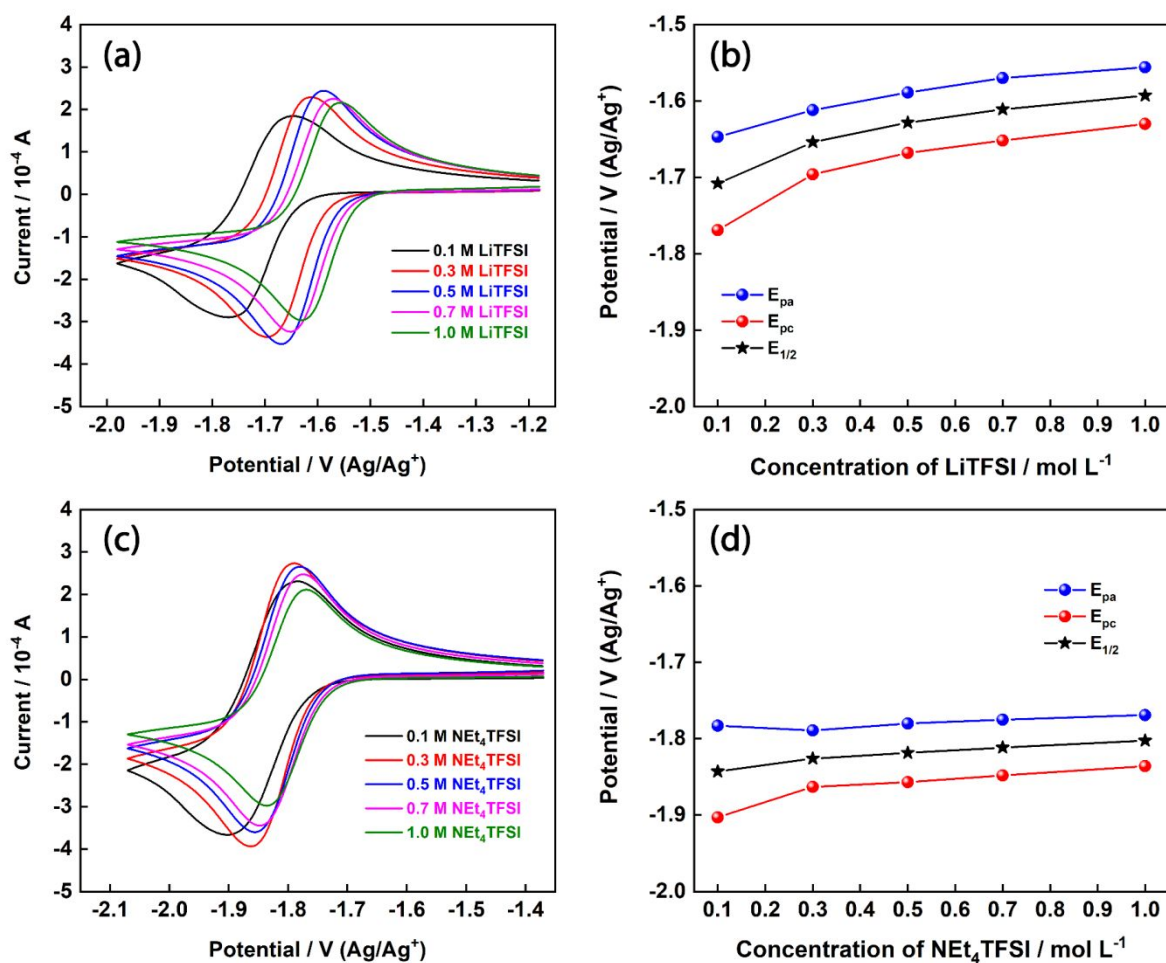 (a)
Current / 10⁻⁴ A
4
3
2
1
0
-1
-2
-3
-4
-5
0.1 M LiTFSI
0.3 M LiTFSI
0.5 M LiTFSI
0.7 M LiTFSI
1.0 M LiTFSI
-2.0 -1.9 -1.8 -1.7 -1.6 -1.5 -1.4 -1.3 -1.2
Potential / V (Ag/Ag⁺)
(b)
Potential / V (Ag/Ag⁺)
-1.5
-1.6
-1.7
-1.8
-1.9
-2.0
Eₚₐ
E_pc
E₁/₂
0.1 0.2 0.3 0.4 0.5 0.6 0.7 0.8 0.9 1.0
Concentration of LiTFSI / mol L⁻¹
(c)
Current / 10⁻⁴ A
4
3
2
1
0
-1
-2
-3
-4
-5
0.1 M NEt₄TFSI
0.3 M NEt₄TFSI
0.5 M NEt₄TFSI
0.7 M NEt₄TFSI
1.0 M NEt₄TFSI
-2.1 -2.0 -1.9 -1.8 -1.7 -1.6 -1.5 -1.4
Potential / V (Ag/Ag⁺)
(d)
Potential / V (Ag/Ag⁺)
-1.5
-1.6
-1.7
-1.8
-1.9
-2.0
Eₚₐ
E_pc
E₁/₂
0.1 0.2 0.3 0.4 0.5 0.6 0.7 0.8 0.9 1.0
Concentration of NEt₄TFSI / mol L⁻¹